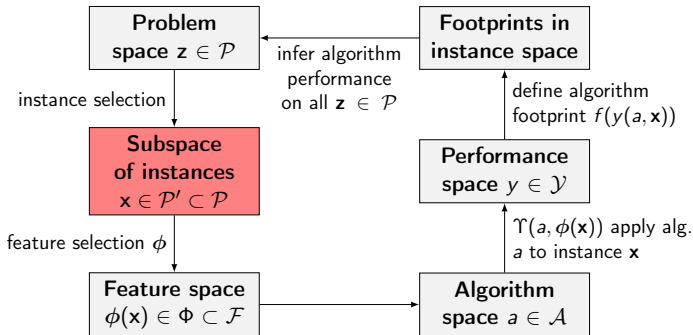 Problem
space z ∈ 𝒫
instance selection
Subspace
of instances
x ∈ 𝒫′ ⊂ 𝒫
feature selection ϕ
Feature space
ϕ(x) ∈ Φ ⊂ ℱ
Algorithm
space a ∈ 𝒜
ϒ(a, ϕ(x)) apply alg.
a to instance x
Performance
space y ∈ 𝒴
define algorithm
footprint f(y(a, x))
Footprints in
instance space
infer algorithm
performance
on all z ∈ 𝒫